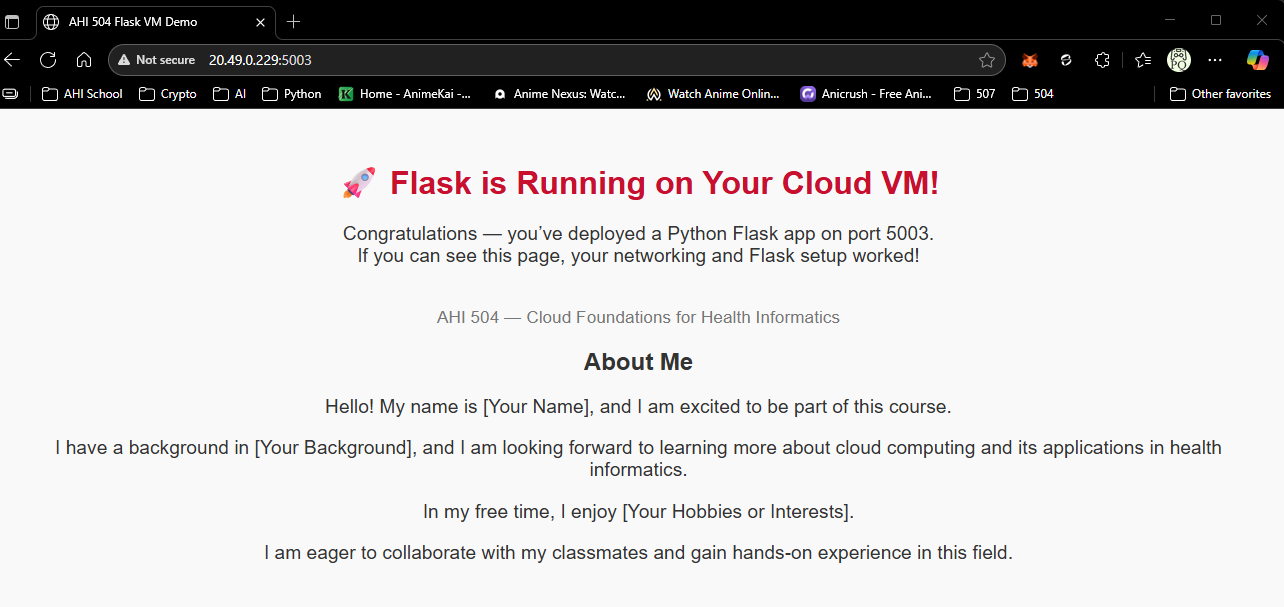 AHI 504 Flask VM Demo
Not secure 20.49.0.229:5003
AHI School Crypto AI Python Home - AnimeKai -... Anime Nexus: Watc... Watch Anime Onlin... Anicrush - Free Ani... 507 504 Other favorites
Flask is Running on Your Cloud VM!
Congratulations — you’ve deployed a Python Flask app on port 5003.
If you can see this page, your networking and Flask setup worked!
AHI 504 — Cloud Foundations for Health Informatics
About Me
Hello! My name is [Your Name], and I am excited to be part of this course.
I have a background in [Your Background], and I am looking forward to learning more about cloud computing and its applications in health
informatics.
In my free time, I enjoy [Your Hobbies or Interests].
I am eager to collaborate with my classmates and gain hands-on experience in this field.